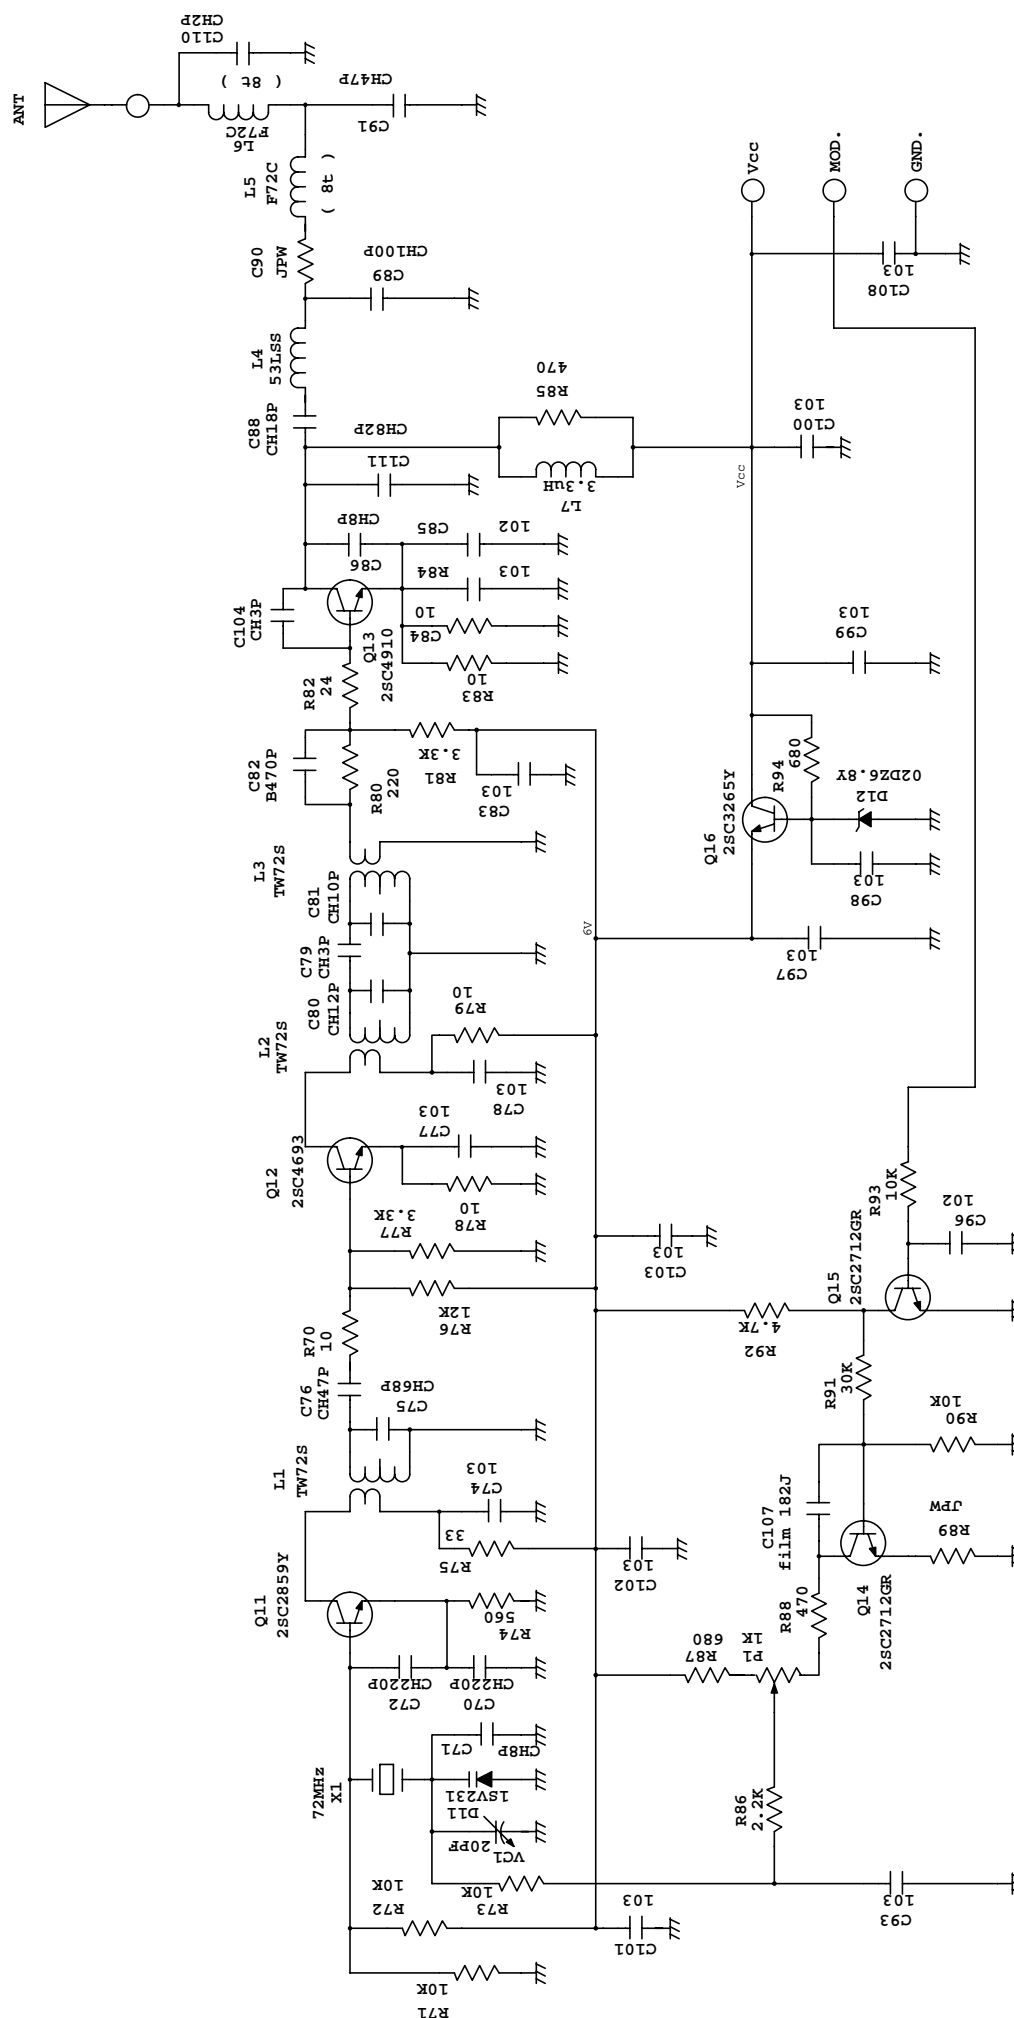 ANT
C110
CH2P
L6
F72C
( 8t )
C91
CH47P
L5
F72C
( 8t )
C90
JPW
C89
CH100P
L4
53LSS
C88
CH18P
C111
CH82P
R85
470
L7
3.3uH
Vcc
MOD.
GND.
C108
103
C100
103
Vcc
C86
CH8P
C85
102
R84
10
C84
103
R83
10
C104
CH3P
Q13
2SC4910
R82
24
C82
B470P
R80
220
R81
3.3K
C83
103
C99
103
R94
680
D12
02DZ6.8Y
Q16
2SC3265Y
C98
103
C97
103
6V
L3
TW72S
C81
CH10P
C79
CH3P
C80
CH12P
L2
TW72S
R79
10
C78
103
C77
103
R78
10
Q12
2SC4693
R77
3.3K
R76
12K
R70
10
C76
CH47P
C75
CH68P
L1
TW72S
C74
103
R75
33
C103
103
C102
103
R93
10K
C96
102
Q15
2SC2712GR
R92
4.7K
R91
30K
R90
10K
C107
film 182J
R89
JPW
Q14
2SC2712GR
R88
470
P1
1K
R87
680
Q11
2SC2859Y
R74
560
C72
CH220P
C70
CH220P
C71
CH8P
72MHz
X1
D11
1SV231
VC1
20PF
R86
2.2K
R73
10K
R72
10K
R71
10K
C101
103
C93
103